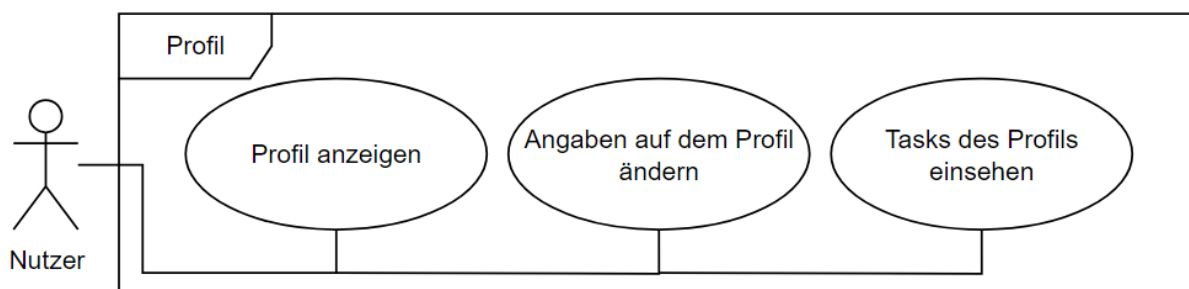 Profil
Profil anzeigen
Angaben auf dem Profil
ändern
Tasks des Profils
einsehen
Nutzer